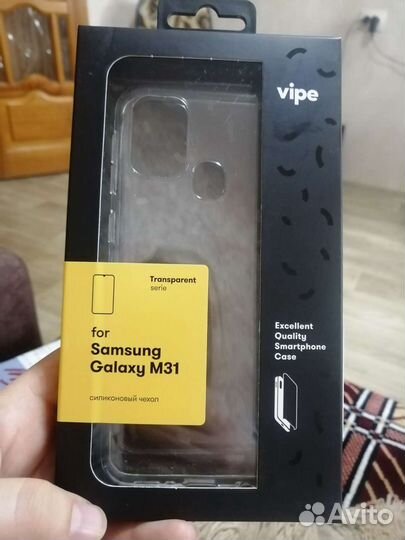 vipe
Transparent
serie
for
Samsung
Galaxy M31
силиконовый чехол
Excellent
Quality
Smartphone
Case
Avito